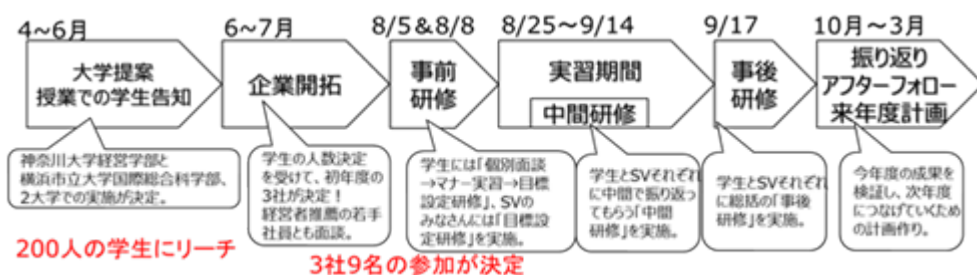 4~6月
6~7月
8/5＆8/8
8/25～9/14
9/17
10月～3月
大学提案
授業での学生告知
企業開拓
事前
研修
実習期間
中間研修
事後
研修
振り返り
アフターフォロー
来年度計画
神奈川大学経営学部と
横浜市立大学国際総合科学部、
2大学での実施が決定。
学生の人数決定
を受けて、初年度の
3社が決定！
経営者推薦の若手
社員とも面談。
学生には「個別面談
→マナー実習→目標
設定研修」、SVの
みなさんには「目標設
定研修」を実施。
学生とSVそれぞれ
に中間で振り返っ
てもらう「中間
研修」を実施。
学生とSVそれぞれ
に総括の「事後
研修」を実施。
今年度の成果を
検証し、次年度
につなげていくため
の計画作り。
200人の学生にリーチ
3社9名の参加が決定